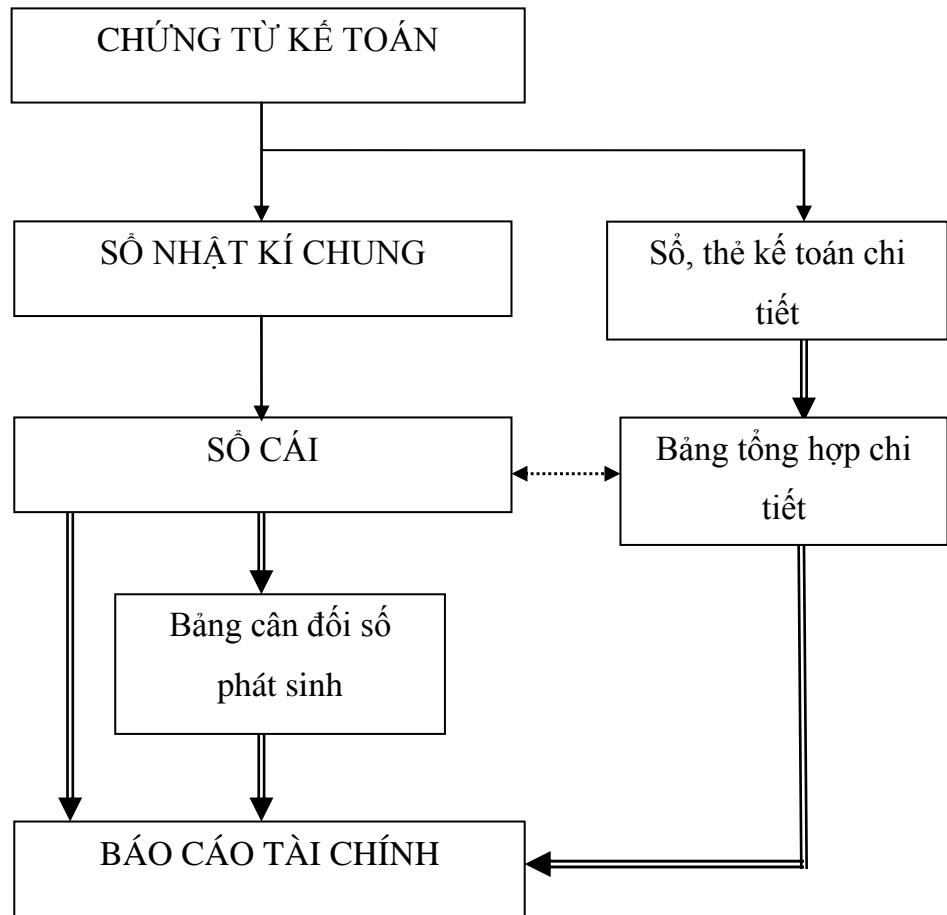 CHỨNG TỪ KẾ TOÁN
SỔ NHẬT KÍ CHUNG
Sổ, thẻ kế toán chi
tiết
SỔ CÁI
Bảng tổng hợp chi
tiết
Bảng cân đối số
phát sinh
BÁO CÁO TÀI CHÍNH